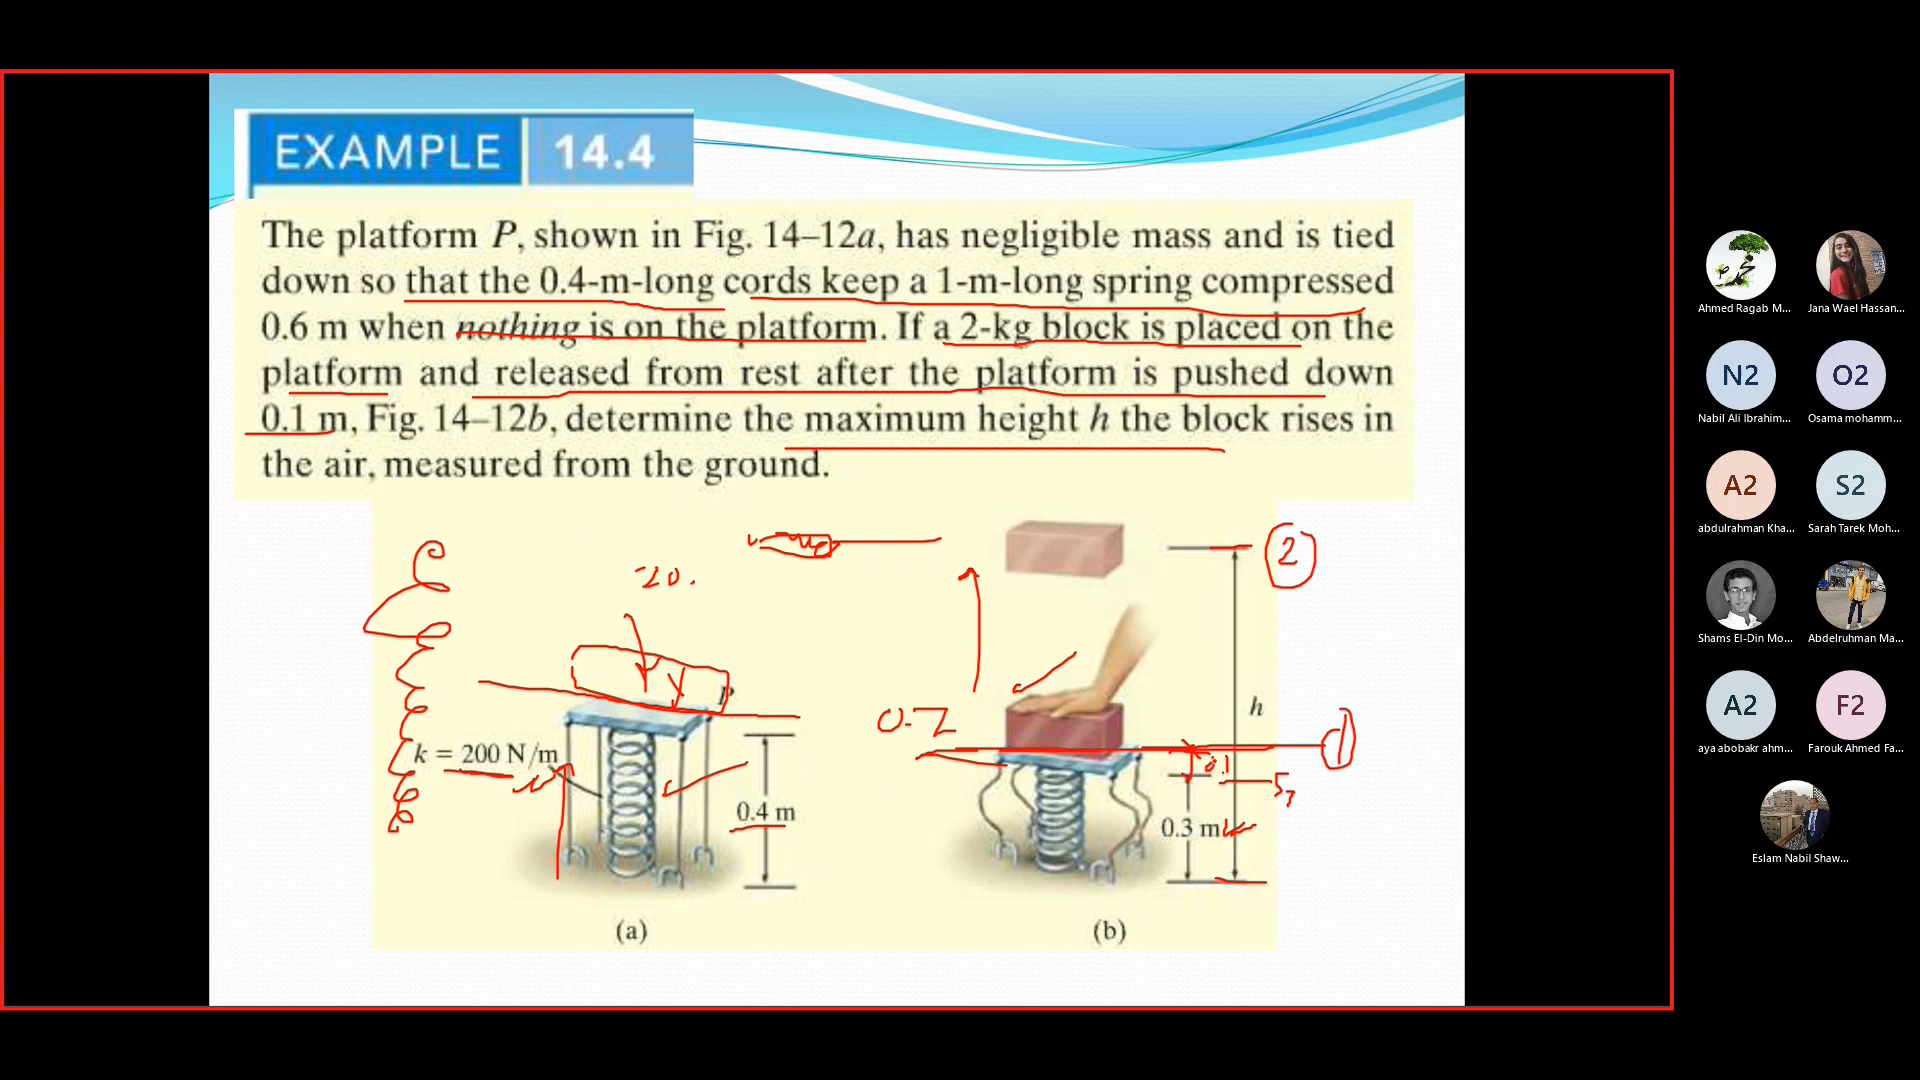 EXAMPLE 14.4
The platform P, shown in Fig. 14–12a, has negligible mass and is tied
down so that the 0.4-m-long cords keep a 1-m-long spring compressed
0.6 m when nothing is on the platform. If a 2-kg block is placed on the
platform and released from rest after the platform is pushed down
0.1 m, Fig. 14–12b, determine the maximum height h the block rises in
the air, measured from the ground.
20.
2
P
h
0.7
1
k = 200 N/m
0.1
0.4 m
0.3 m
(a)
(b)
Ahmed Ragab M...
Jana Wael Hassan...
N2
O2
Nabil Ali Ibrahim...
Osama mohamm...
A2
S2
abdulrahman Kha...
Sarah Tarek Moh...
Shams El-Din Mo...
Abdelruhman Ma...
A2
F2
aya abobakr ahm...
Farouk Ahmed Fa...
Eslam Nabil Shaw...